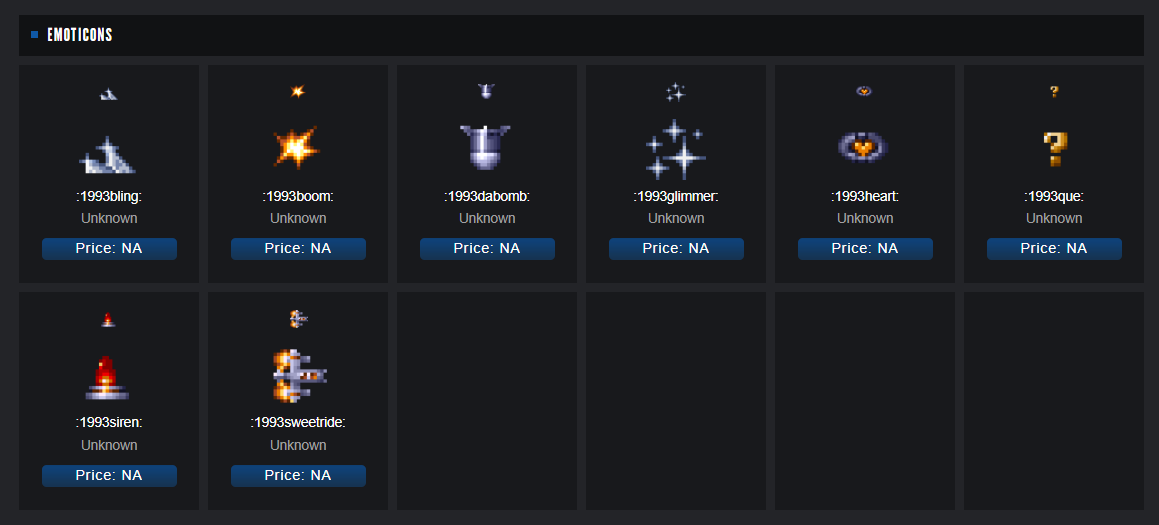 EMOTICONS
:1993bling:
Unknown
Price: NA
:1993boom:
Unknown
Price: NA
:1993dabomb:
Unknown
Price: NA
:1993glimmer:
Unknown
Price: NA
:1993heart:
Unknown
Price: NA
:1993que:
Unknown
Price: NA
:1993siren:
Unknown
Price: NA
:1993sweetride:
Unknown
Price: NA